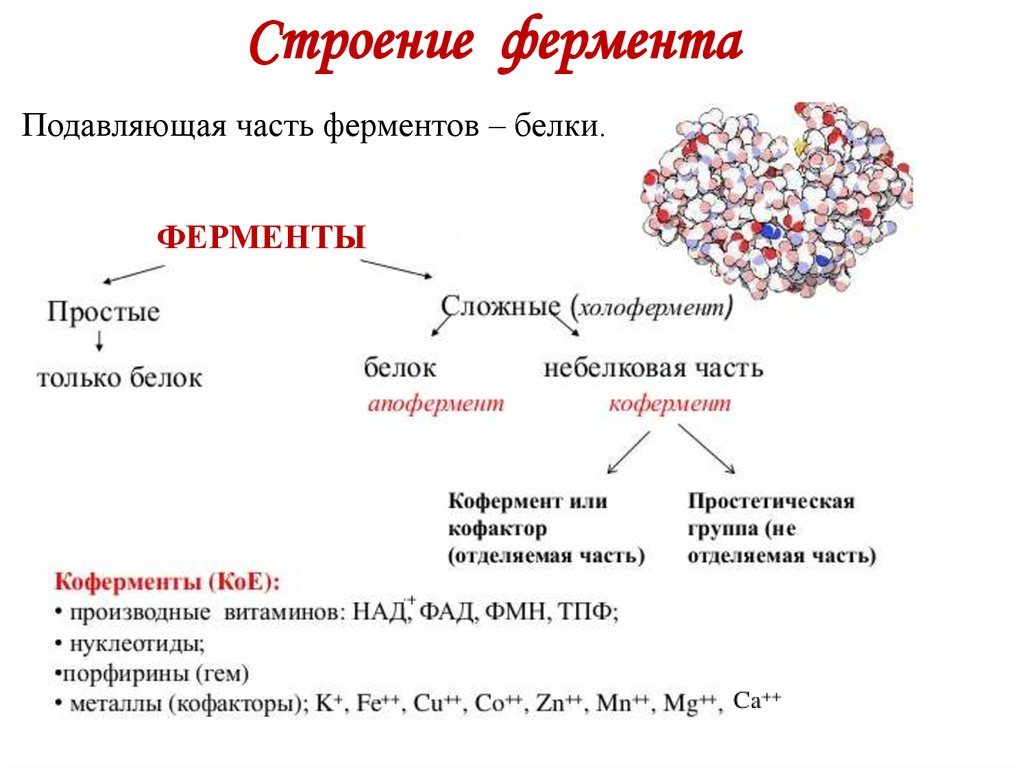 Строение фермента
Подавляющая часть ферментов – белки.
ФЕРМЕНТЫ
Простые
Сложные (холофермент)
только белок
белок
небелковая часть
апофермент
кофермент
Кофермент или
кофактор
(отделяемая часть)
Простетическая
группа (не
отделяемая часть)
Коферменты (КоЕ):
• производные витаминов: НАД⁺, ФАД, ФМН, ТПФ;
• нуклеотиды;
•порфирины (гем)
• металлы (кофакторы); K⁺, Fe⁺⁺, Cu⁺⁺, Co⁺⁺, Zn⁺⁺, Mn⁺⁺, Mg⁺⁺, Ca⁺⁺